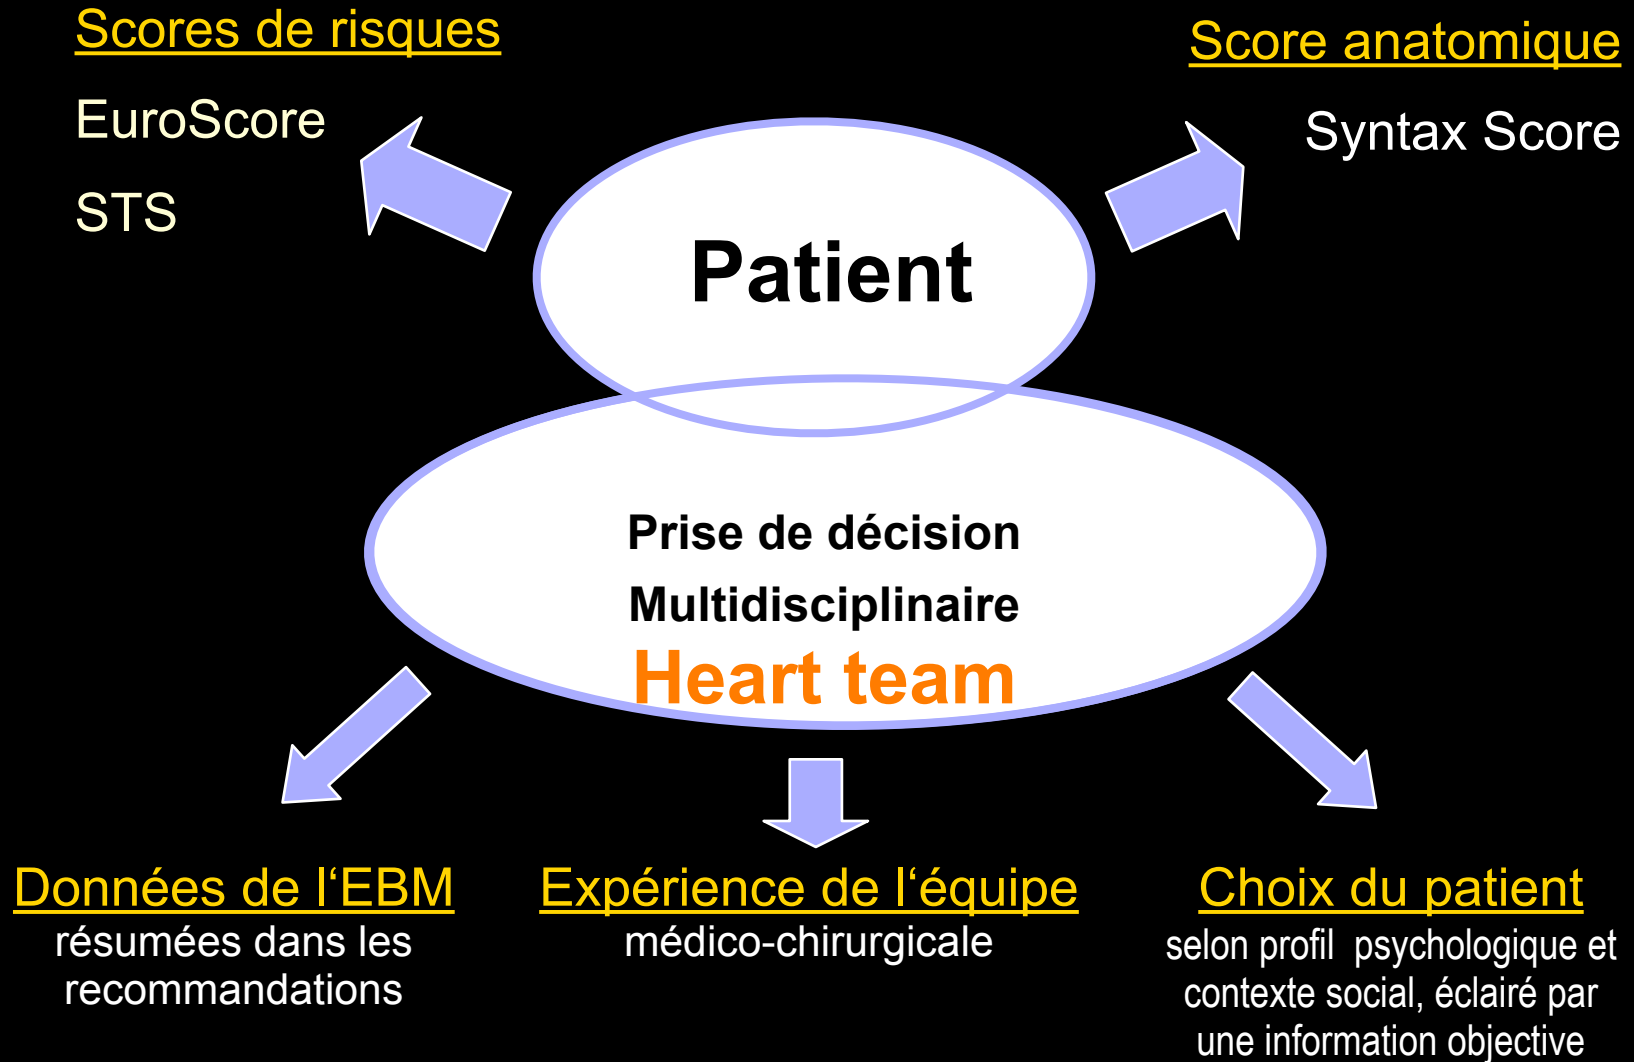 Scores de risques
EuroScore
STS
Score anatomique
Syntax Score
Patient
Prise de décision
Multidisciplinaire
Heart team
Données de l‘EBM
résumées dans les
recommandations
Expérience de l‘équipe
médico-chirurgicale
Choix du patient
selon profil  psychologique et
contexte social, éclairé par
une information objective